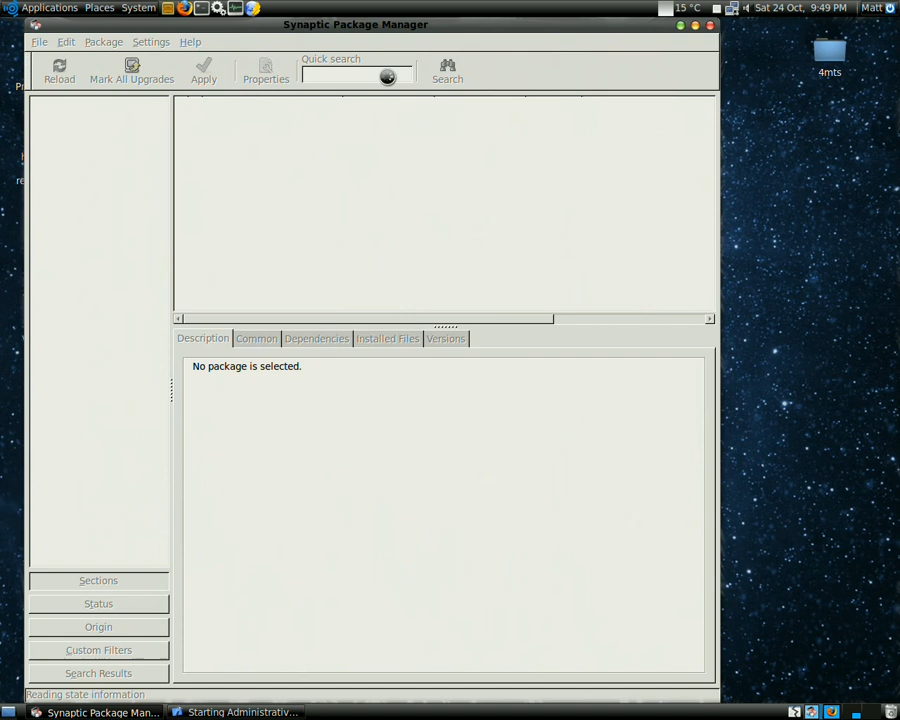 Applications Places System 15 °C Sat 24 Oct, 9:49 PM Matt
Synaptic Package Manager
File Edit Package Settings Help
Quick search
Reload Mark All Upgrades Apply Properties Search
4mts
Description Common Dependencies Installed Files Versions
No package is selected.
Sections
Status
Origin
Custom Filters
Search Results
Reading state information
Synaptic Package Man... Starting Administrativ...